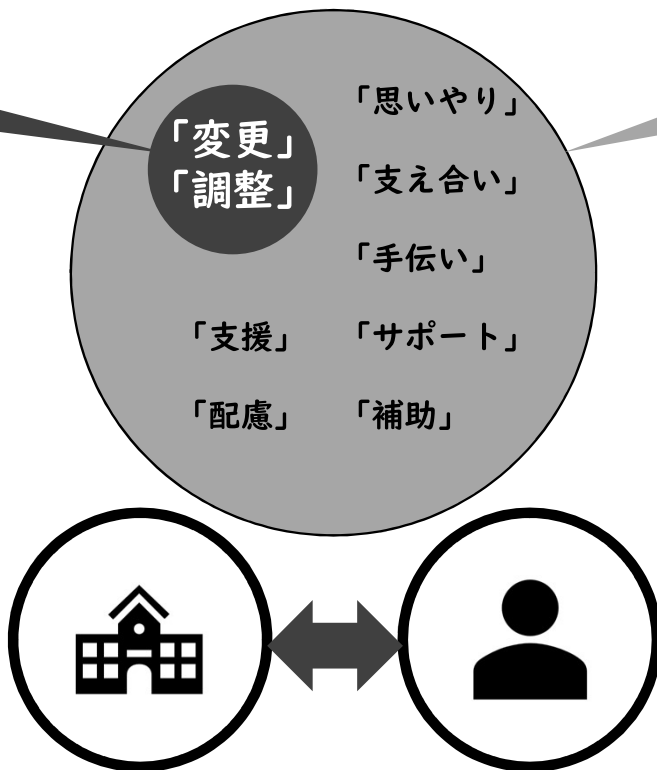 「変更」
「調整」
「思いやり」
「支え合い」
「手伝い」
「支援」
「サポート」
「配慮」
「補助」